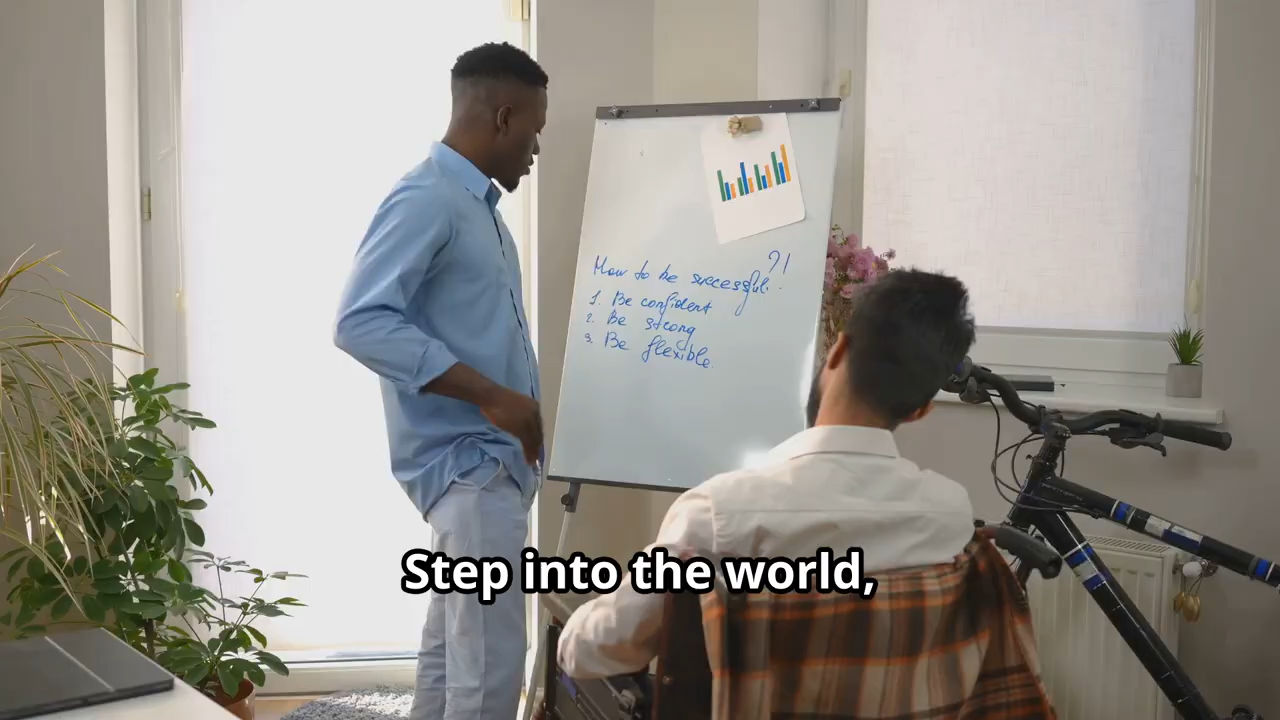 How to be successful?!
1. Be confident
2. Be strong
3. Be flexible.
Step into the world,